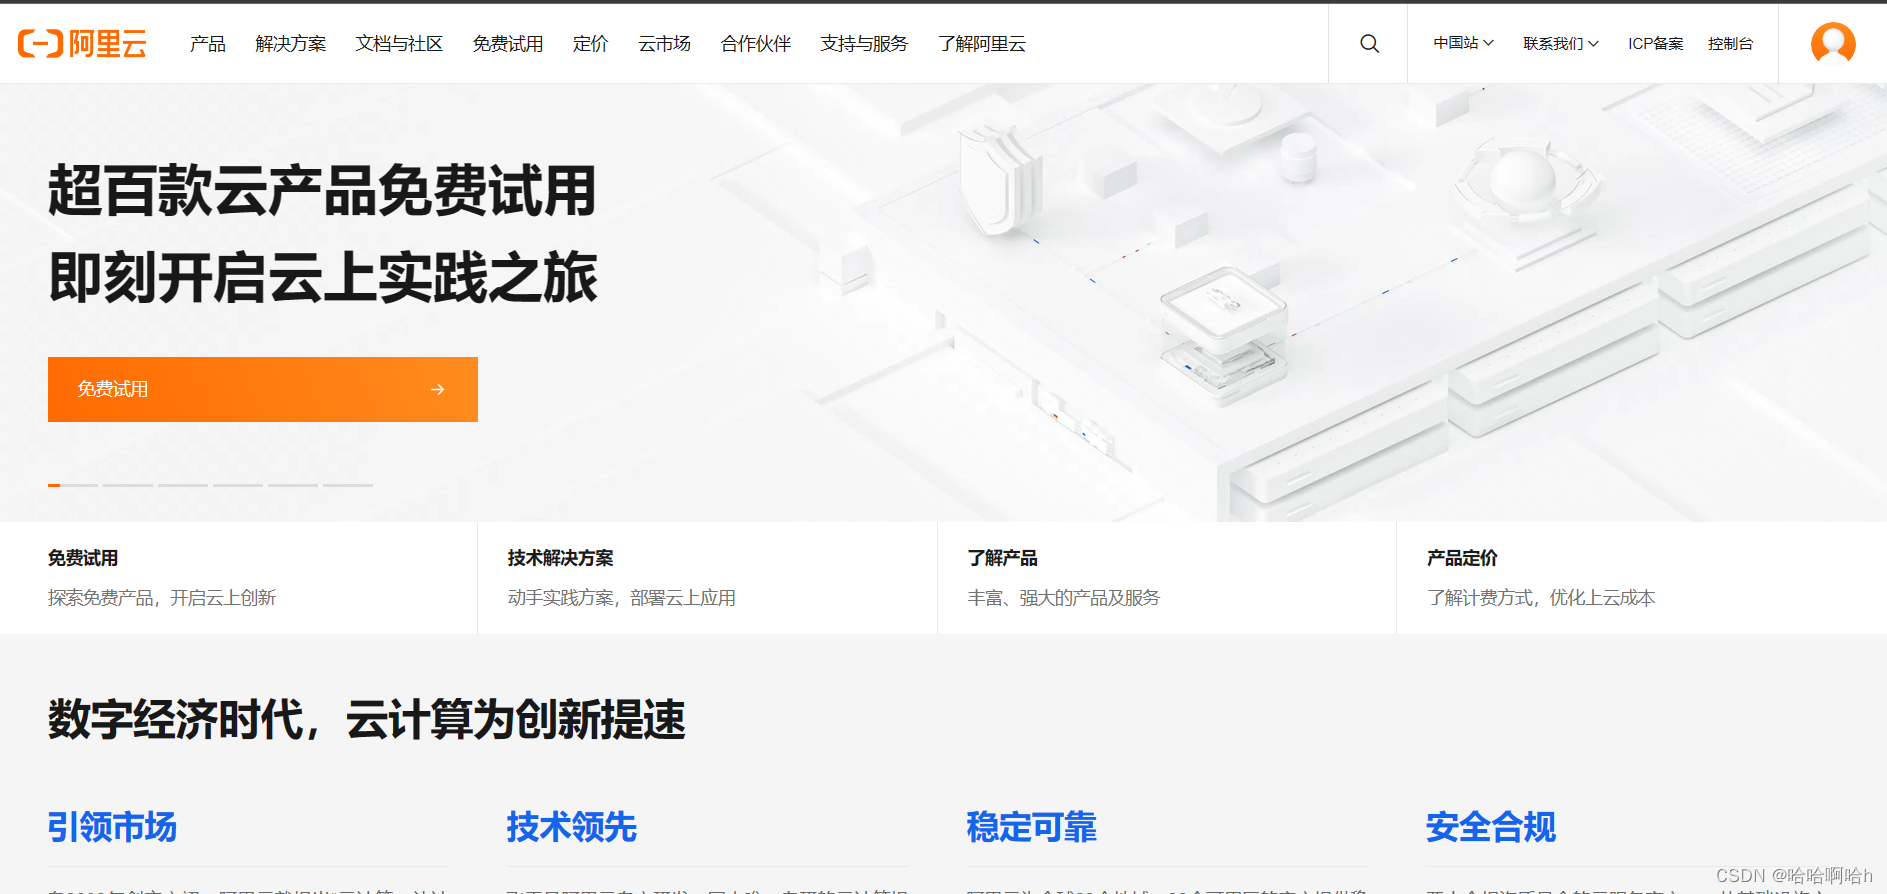 阿里云 产品 解决方案 文档与社区 免费试用 定价 云市场 合作伙伴 支持与服务 了解阿里云 中国站 联系我们 ICP备案 控制台
超百款云产品免费试用
即刻开启云上实践之旅
免费试用
免费试用 技术解决方案 了解产品 产品定价
探索免费产品，开启云上创新 动手实践方案，部署云上应用 丰富、强大的产品及服务 了解计费方式，优化上云成本
数字经济时代，云计算为创新提速
引领市场 技术领先 稳定可靠 安全合规
CSDN @哈哈啊哈h